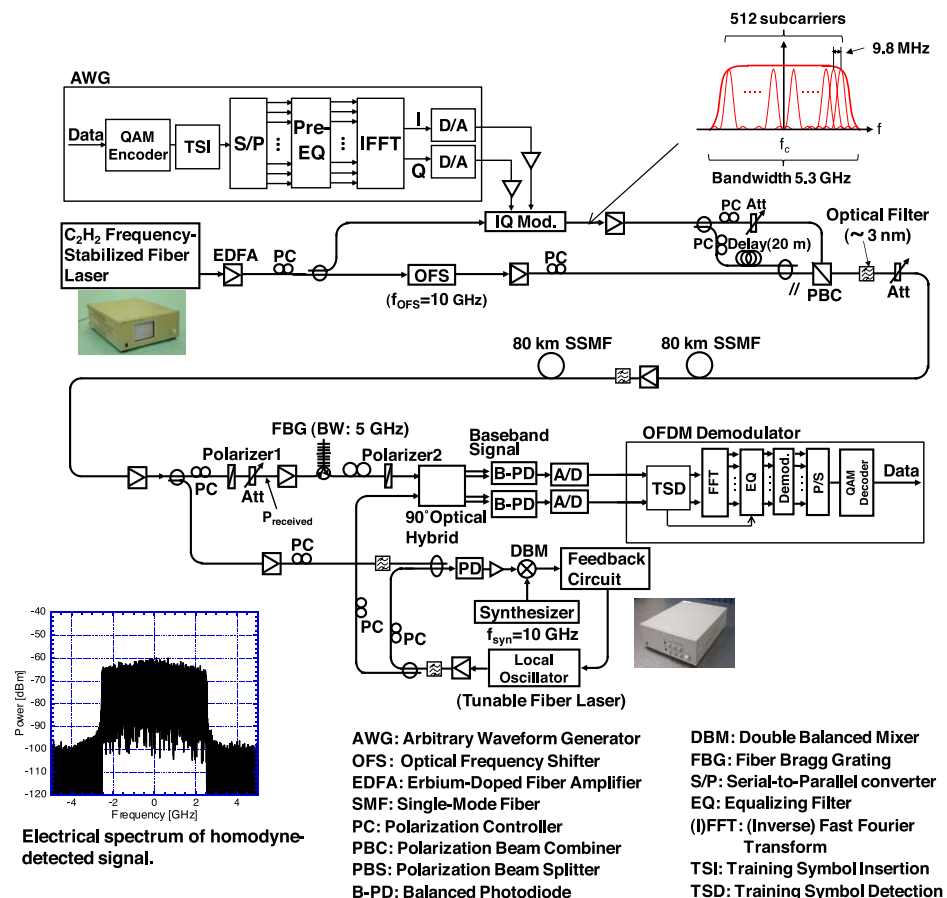 512 subcarriers
9.8 MHz
f
fc
Bandwidth 5.3 GHz
AWG
Data
QAM
Encoder
TSI
S/P
Pre-
EQ
IFFT
I
Q
D/A
D/A
IQ Mod.
PC
Att
PC
Delay(20 m)
Optical Filter
(~3 nm)
C2H2 Frequency-
Stabilized Fiber
Laser
EDFA
PC
OFS
(fOFS=10 GHz)
PC
//
PBC
Att
80 km SSMF
80 km SSMF
FBG (BW: 5 GHz)
Polarizer1
PC
Att
Preceived
Polarizer2
90°Optical
Hybrid
Baseband
Signal
B-PD
A/D
B-PD
A/D
OFDM Demodulator
TSD
FFT
EQ
Demod.
P/S
QAM
Decoder
Data
PC
PD
DBM
Feedback
Circuit
Synthesizer
fsyn=10 GHz
PC
PC
Local
Oscillator
(Tunable Fiber Laser)
Power [dBm]
-40
-50
-60
-70
-80
-90
-100
-110
-120
-4
-2
0
2
4
Frequency [GHz]
Electrical spectrum of homodyne-
detected signal.
AWG: Arbitrary Waveform Generator
OFS: Optical Frequency Shifter
EDFA: Erbium-Doped Fiber Amplifier
SMF: Single-Mode Fiber
PC: Polarization Controller
PBC: Polarization Beam Combiner
PBS: Polarization Beam Splitter
B-PD: Balanced Photodiode
DBM: Double Balanced Mixer
FBG: Fiber Bragg Grating
S/P: Serial-to-Parallel converter
EQ: Equalizing Filter
(I)FFT: (Inverse) Fast Fourier
Transform
TSI: Training Symbol Insertion
TSD: Training Symbol Detection